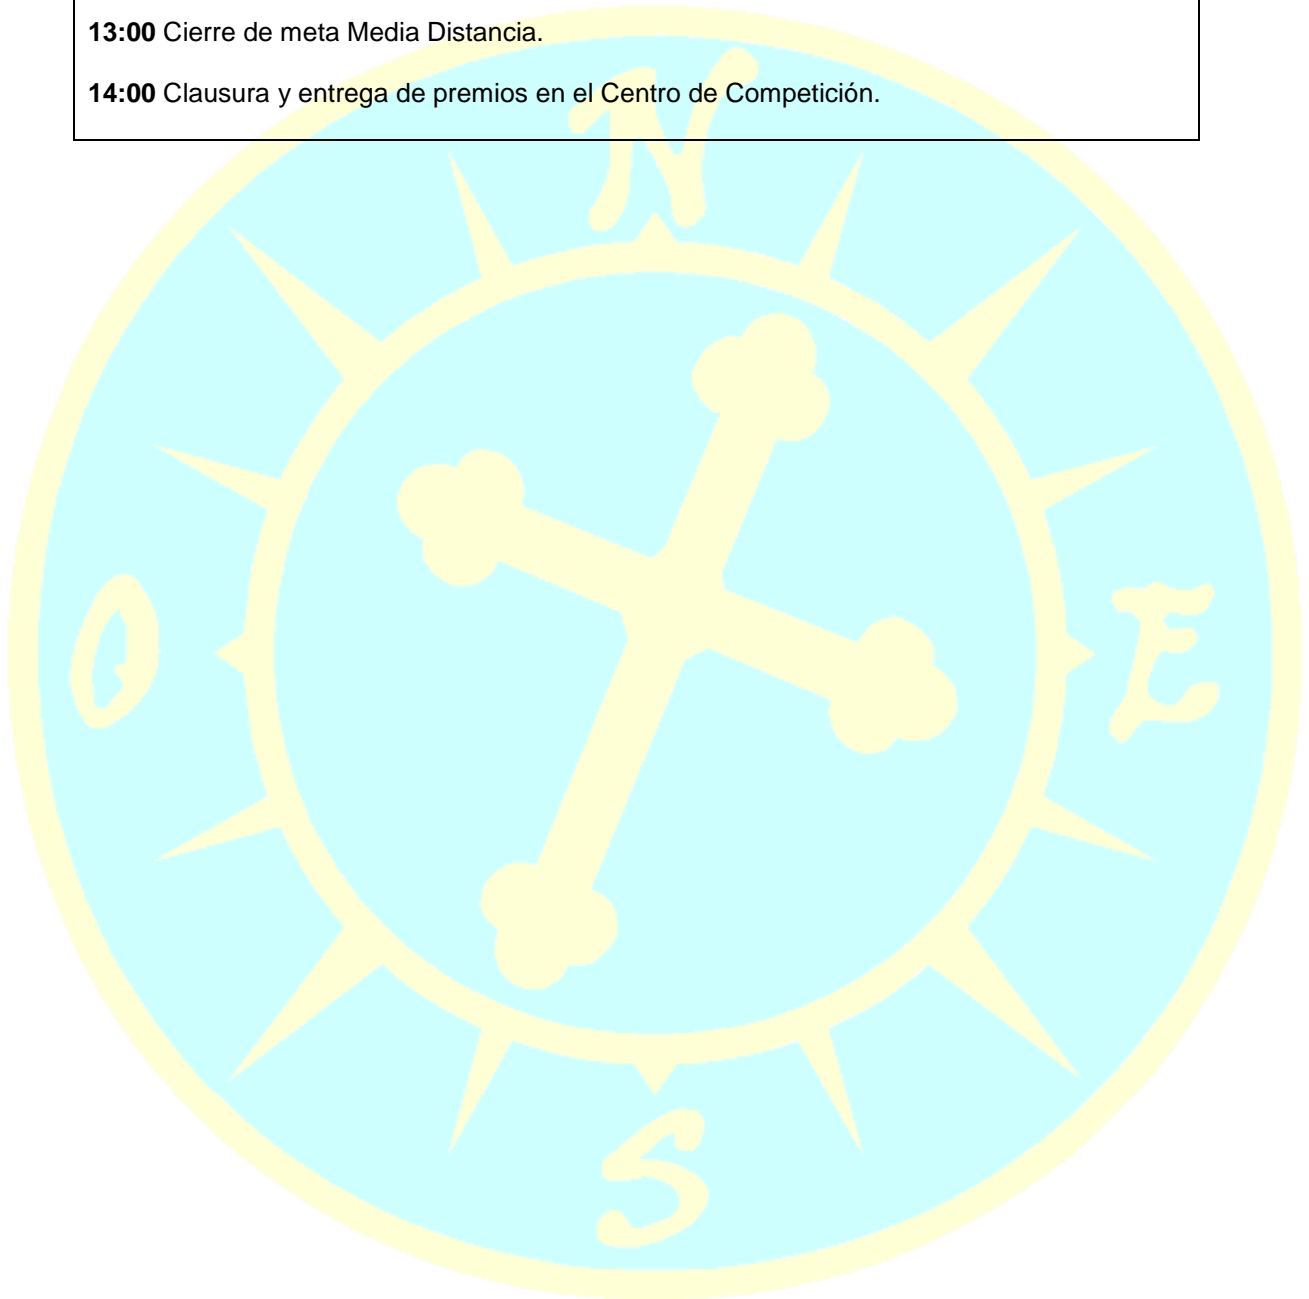 13:00 Cierre de meta Media Distancia.
14:00 Clausura y entrega de premios en el Centro de Competición.
N
O
E
S